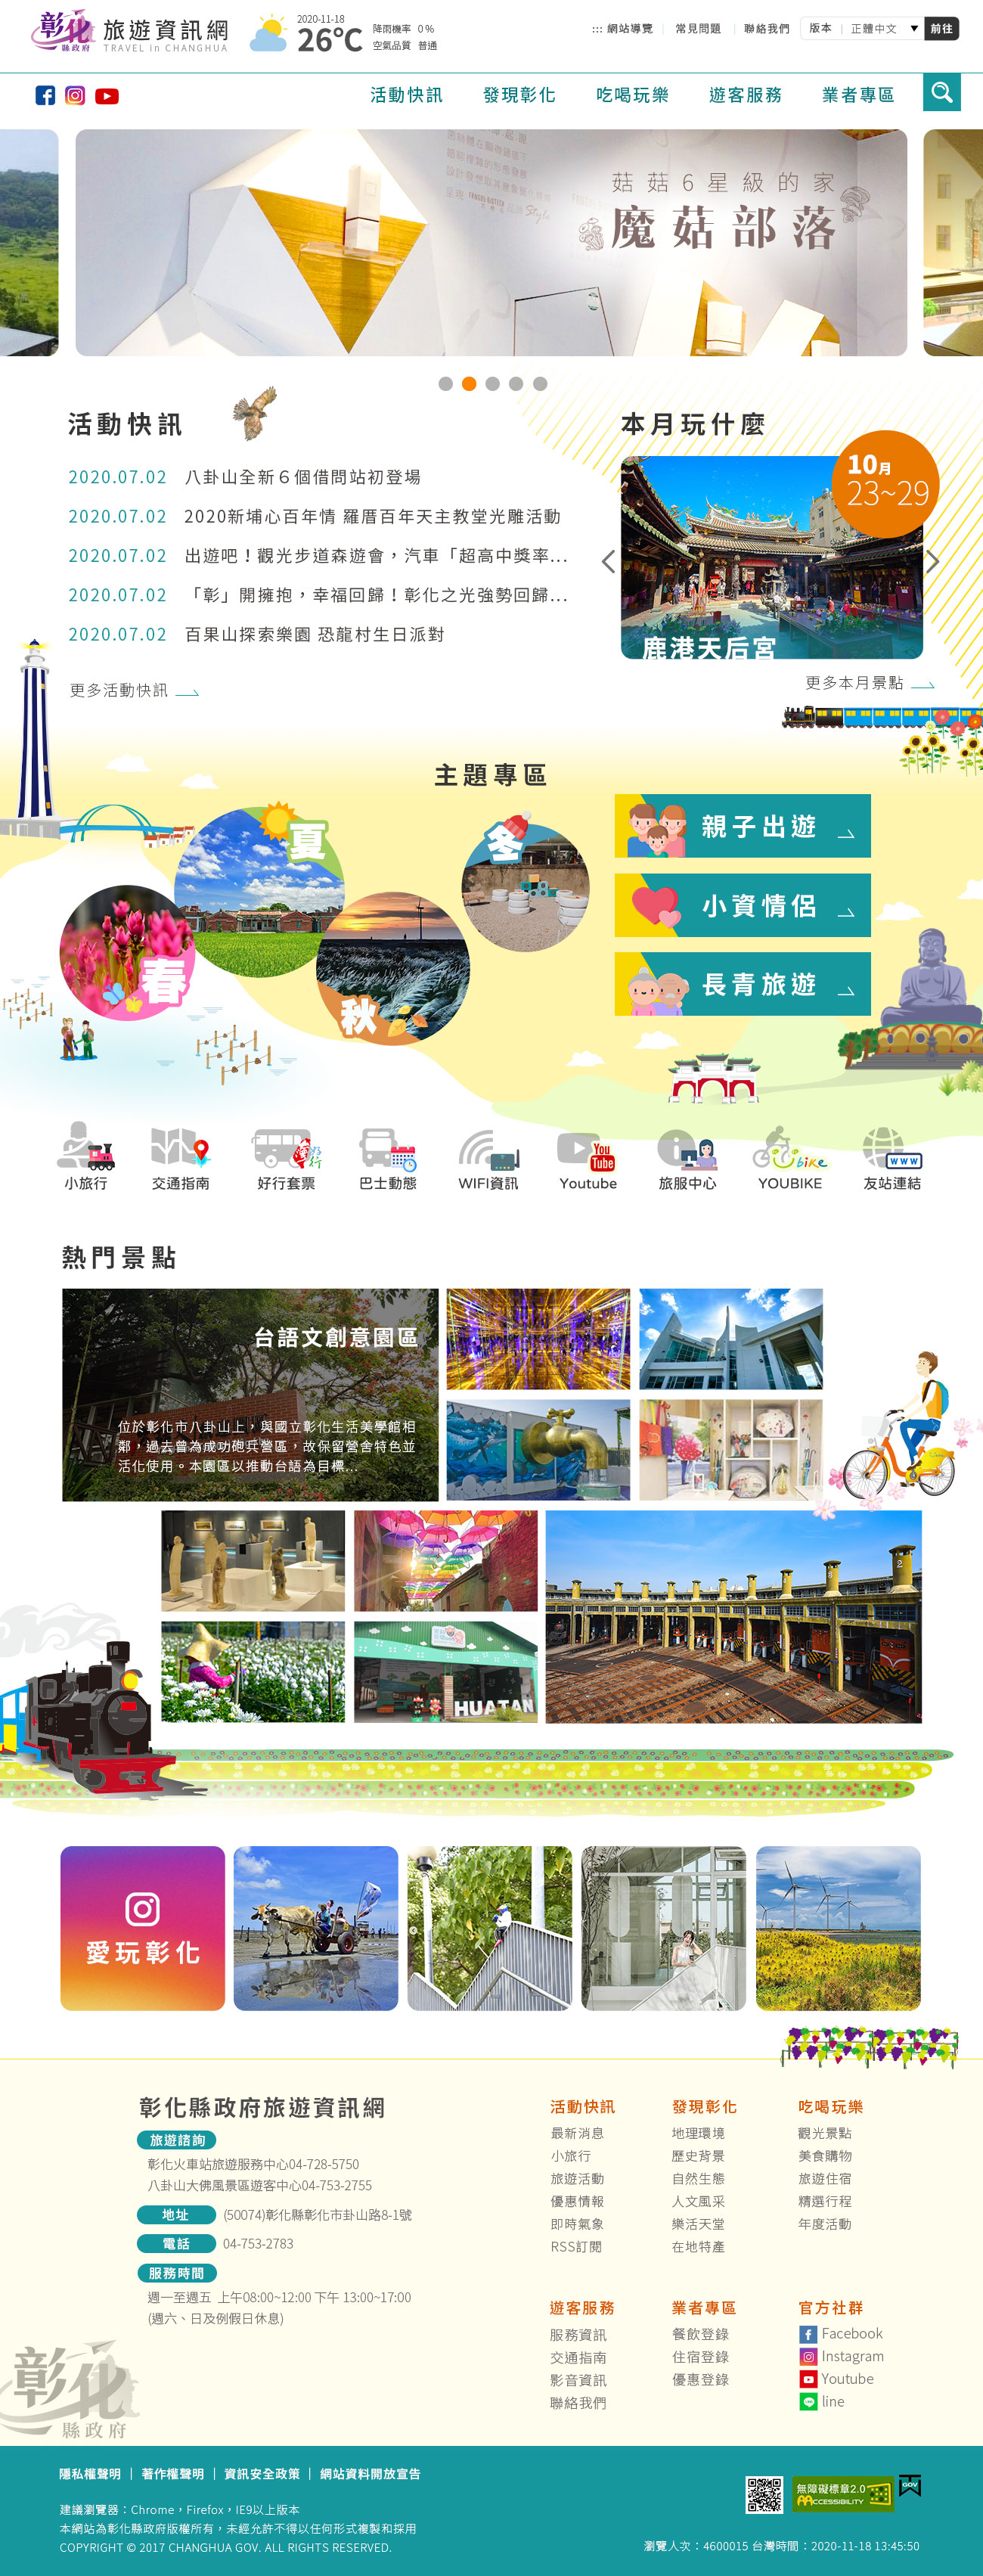 彰化
縣政府
旅遊資訊網
TRAVEL in CHANGHUA
2020-11-18
26°C
降雨機率 0 %
空氣品質 普通
::: 網站導覽 | 常見問題 | 聯絡我們
版本 | 正體中文 ▼ 前往
活動快訊 發現彰化 吃喝玩樂 遊客服務 業者專區
菇菇6星級的家
魔菇部落
活動快訊
2020.07.02 八卦山全新６個借問站初登場
2020.07.02 2020新埔心百年情 羅厝百年天主教堂光雕活動
2020.07.02 出遊吧！觀光步道森遊會，汽車「超高中獎率...
2020.07.02 「彰」開擁抱，幸福回歸！彰化之光強勢回歸...
2020.07.02 百果山探索樂園 恐龍村生日派對
更多活動快訊
本月玩什麼
10月
23~29
鹿港天后宮
更多本月景點
主題專區
春
夏
秋
冬
親子出遊
小資情侶
長青旅遊
You
Tube
bike
www
小旅行
交通指南
好行套票
巴士動態
WIFI資訊
Youtube
旅服中心
YOUBIKE
友站連結
熱門景點
台語文創意園區
位於彰化市八卦山上，與國立彰化生活美學館相
鄰，過去曾為成功砲兵營區，故保留營舍特色並
活化使用。本園區以推動台語為目標...
HUATAN
愛玩彰化
彰化縣政府旅遊資訊網
旅遊諮詢
彰化火車站旅遊服務中心04-728-5750
八卦山大佛風景區遊客中心04-753-2755
地址 (50074)彰化縣彰化市卦山路8-1號
電話 04-753-2783
服務時間
週一至週五 上午08:00~12:00 下午 13:00~17:00
(週六、日及例假日休息)
活動快訊
最新消息
小旅行
旅遊活動
優惠情報
即時氣象
RSS訂閱
發現彰化
地理環境
歷史背景
自然生態
人文風采
樂活天堂
在地特產
吃喝玩樂
觀光景點
美食購物
旅遊住宿
精選行程
年度活動
遊客服務
服務資訊
交通指南
影音資訊
聯絡我們
業者專區
餐飲登錄
住宿登錄
優惠登錄
官方社群
Facebook
Instagram
Youtube
line
彰化
縣政府
隱私權聲明 | 著作權聲明 | 資訊安全政策 | 網站資料開放宣告
建議瀏覽器：Chrome，Firefox，IE9以上版本
本網站為彰化縣政府版權所有，未經允許不得以任何形式複製和採用
COPYRIGHT © 2017 CHANGHUA GOV. ALL RIGHTS RESERVED.
無障礙標章2.0
AACCESSIBILITY
GOV
瀏覽人次：4600015 台灣時間：2020-11-18 13:45:50